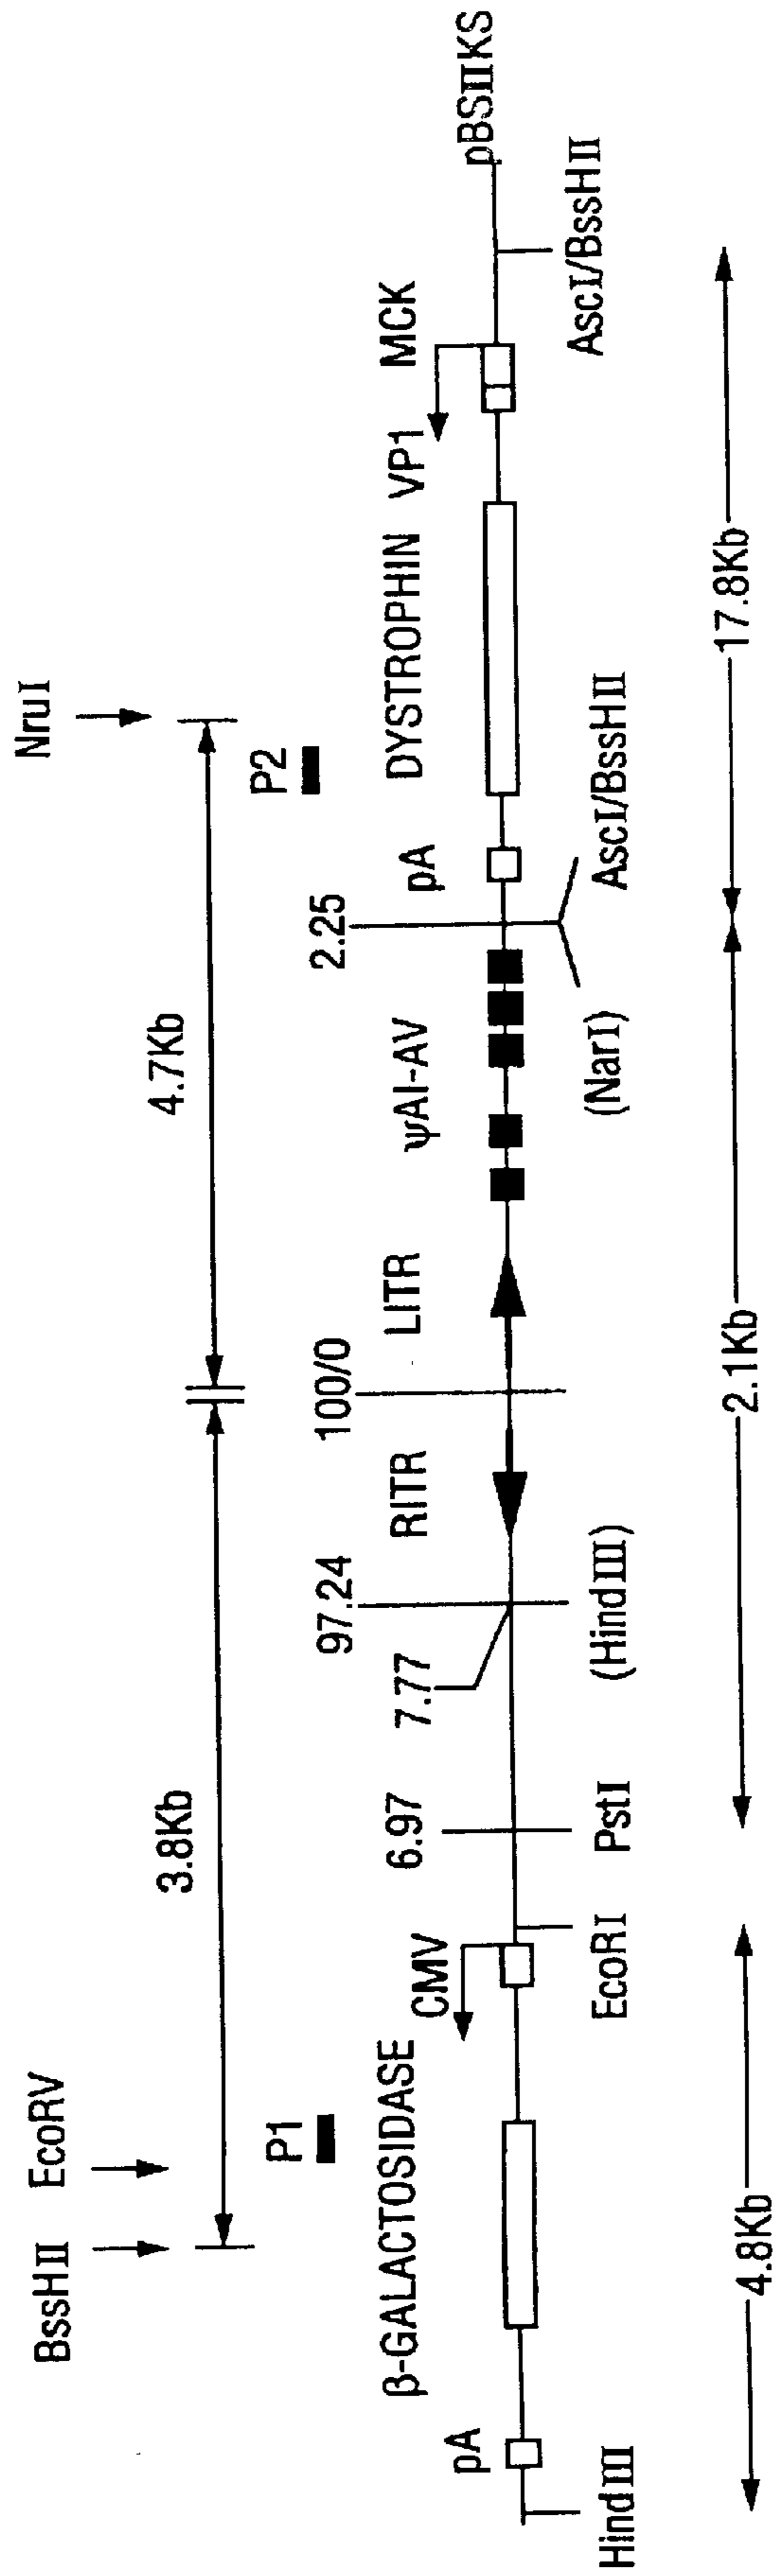 BssHII
EcoRV
NruI
3.8Kb
4.7Kb
P1
P2
97.24
100/0
2.25
β-GALACTOSIDASE
pA
CMV
6.97
7.77
RITR
LITR
ψAI-AV
pA
DYSTROPHIN
VP1
MCK
pBSIIKS
HindIII
EcoRI
PstI
(HindIII)
(NarI)
AscI/BssHII
AscI/BssHII
4.8Kb
2.1Kb
17.8Kb